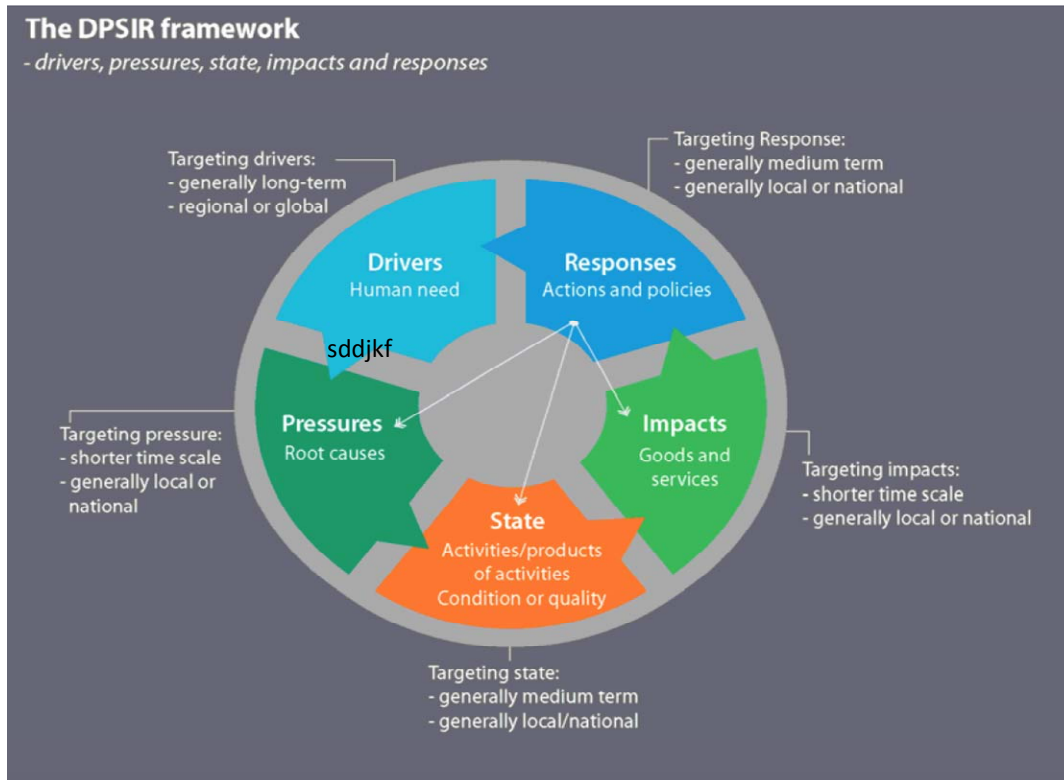 The DPSIR framework
- drivers, pressures, state, impacts and responses
Targeting drivers:
- generally long-term
- regional or global
Targeting Response:
- generally medium term
- generally local or national
Drivers
Human need
Responses
Actions and policies
sddjkf
Pressures
Root causes
Impacts
Goods and
services
Targeting pressure:
- shorter time scale
- generally local or
national
Targeting impacts:
- shorter time scale
- generally local or national
State
Activities/products
of activities
Condition or quality
Targeting state:
- generally medium term
- generally local/national